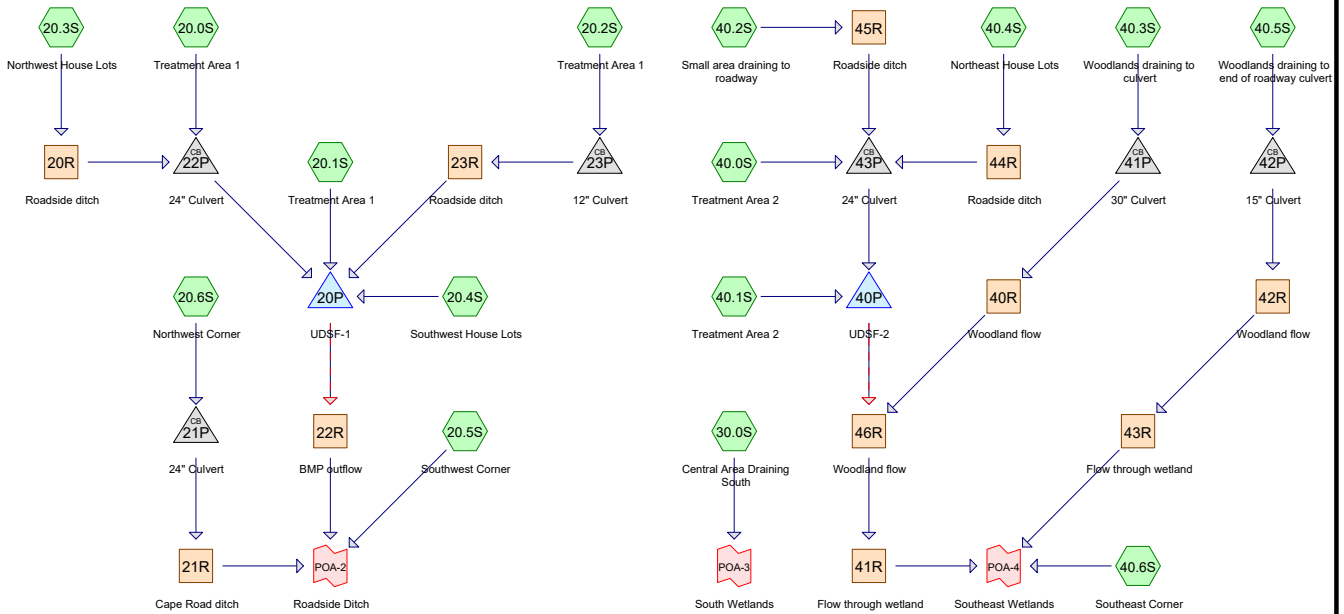 20.3S
20.0S
20.2S
40.2S
45R
40.4S
40.3S
40.5S
Northwest House Lots
Treatment Area 1
Treatment Area 1
Small area draining to
roadway
Roadside ditch
Northeast House Lots
Woodlands draining to
culvert
Woodlands draining to
end of roadway culvert
20R
CB
22P
20.1S
23R
CB
23P
40.0S
CB
43P
44R
CB
41P
CB
42P
Roadside ditch
24" Culvert
Treatment Area 1
Roadside ditch
12" Culvert
Treatment Area 2
24" Culvert
Roadside ditch
30" Culvert
15" Culvert
20.6S
20P
20.4S
40.1S
40P
40R
42R
Northwest Corner
UDSF-1
Southwest House Lots
Treatment Area 2
UDSF-2
Woodland flow
Woodland flow
CB
21P
22R
20.5S
30.0S
46R
43R
24" Culvert
BMP outflow
Southwest Corner
Central Area Draining
South
Woodland flow
Flow through wetland
21R
POA-2
POA-3
41R
POA-4
40.6S
Cape Road ditch
Roadside Ditch
South Wetlands
Flow through wetland
Southeast Wetlands
Southeast Corner